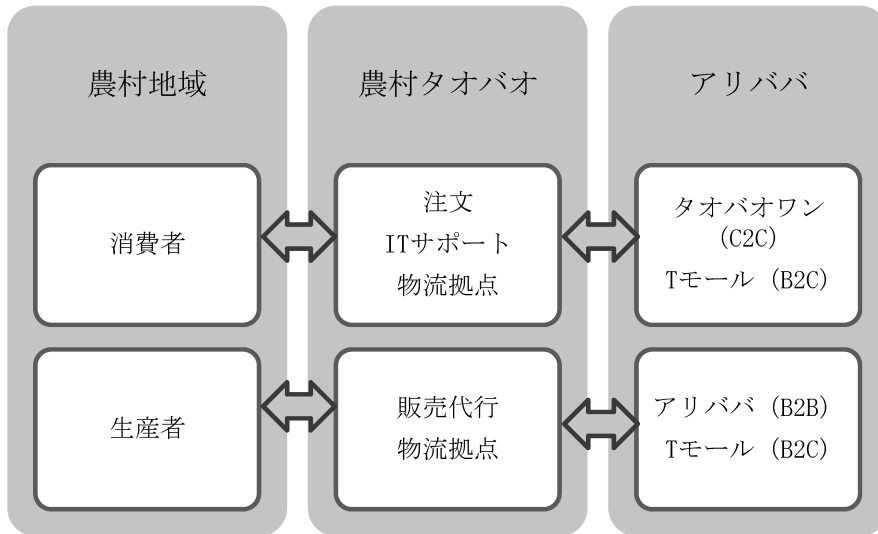 農村地域
農村タオバオ
アリババ
消費者
注文
ITサポート
物流拠点
タオバオワン
(C2C)
Tモール (B2C)
生産者
販売代行
物流拠点
アリババ (B2B)
Tモール (B2C)